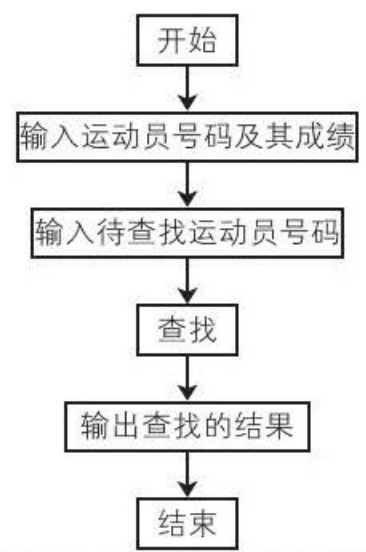 开始
输入运动员号码及其成绩
输入待查找运动员号码
查找
输出查找的结果
结束